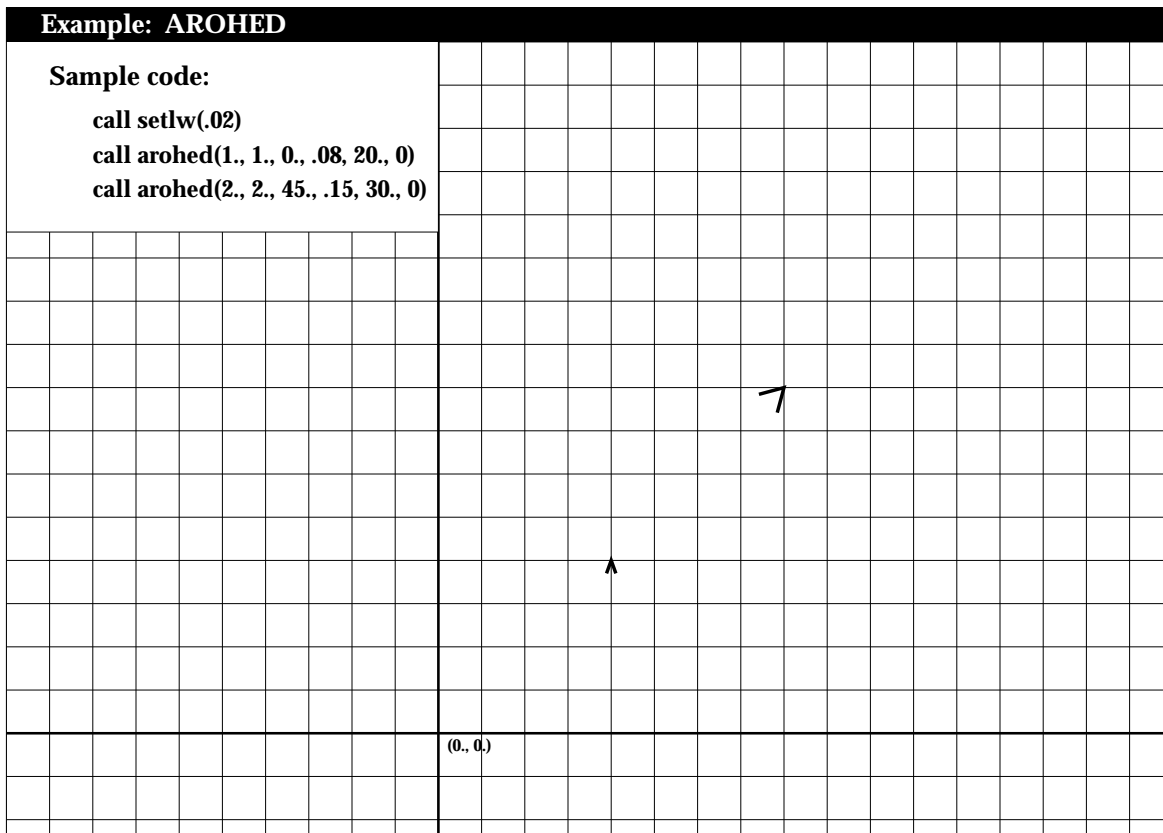 Example: AROHED
Sample code:
call setlw(.02)
call arohed(1., 1., 0., .08, 20., 0)
call arohed(2., 2., 45., .15, 30., 0)
(0., 0.)